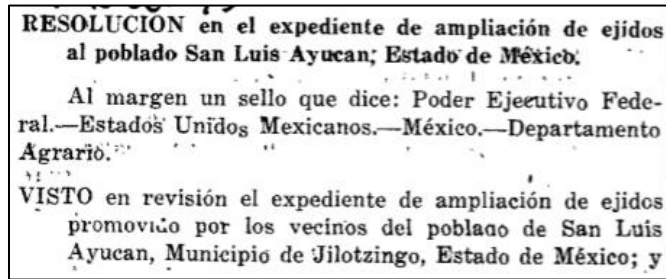 RESOLUCION en el expediente de ampliación de ejidos
al poblado San Luis Ayucan, Estado de México.
Al margen un sello que dice: Poder Ejecutivo Fede-
ral.—Estados Unidos Mexicanos.—México.—Departamento
Agrario.
VISTO en revisión el expediente de ampliación de ejidos
promovido por los vecinos del poblado de San Luis
Ayucan, Municipio de Jilotzingo, Estado de México; y